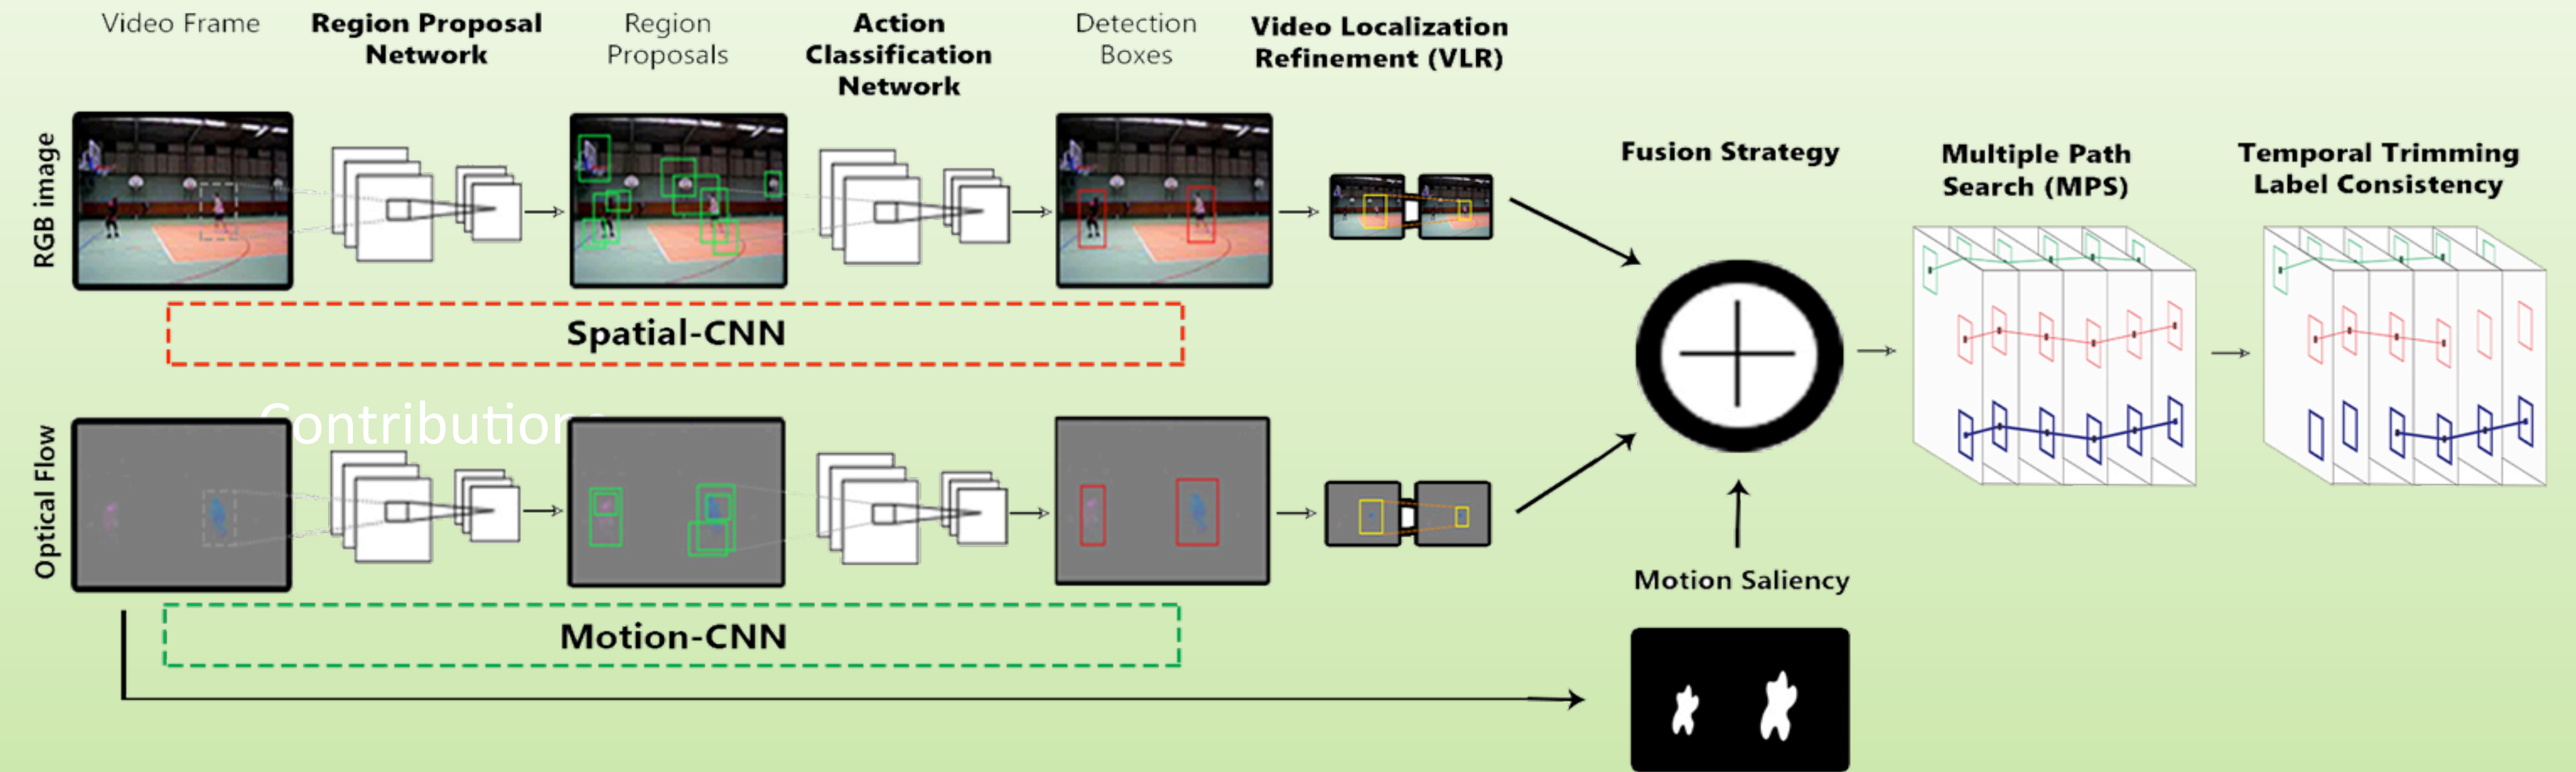 Video Frame
Region Proposal
Network
Region
Proposals
Action
Classification
Network
Detection
Boxes
Video Localization
Refinement (VLR)
RGB image
Fusion Strategy
Multiple Path
Search (MPS)
Temporal Trimming
Label Consistency
Spatial-CNN
Contributions
Optical Flow
Motion Saliency
Motion-CNN